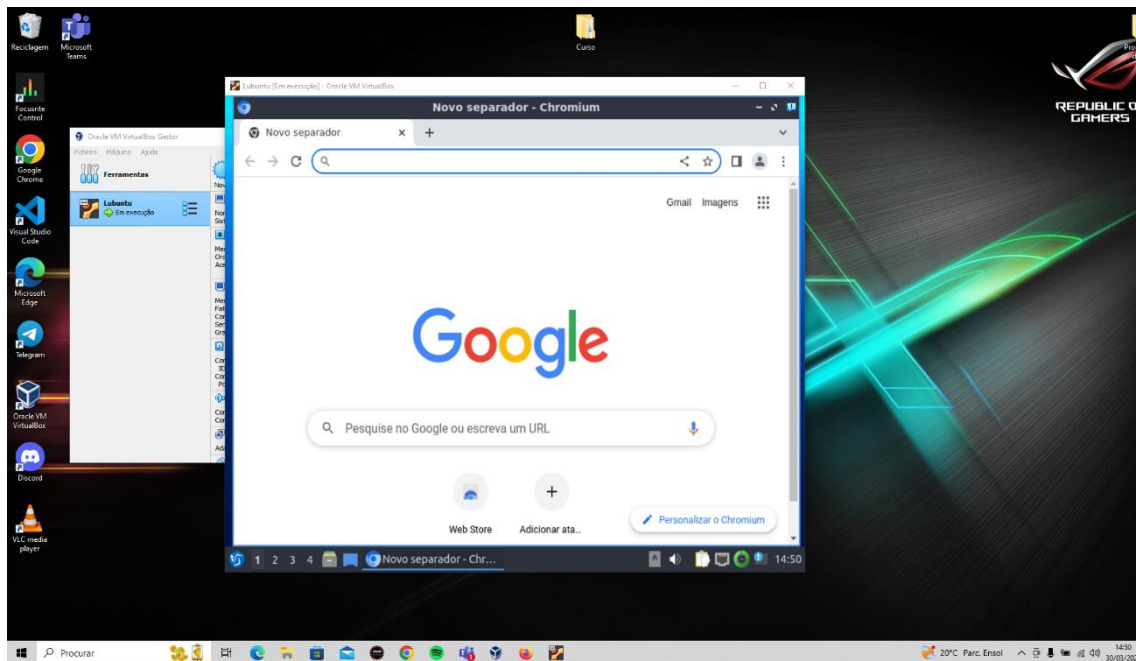 Reciclagem
Microsoft
Teams
Curso
Focusrite
Control
Google
Chrome
Visual Studio
Code
Microsoft
Edge
Telegram
Oracle VM
VirtualBox
Discord
VLC media
player
REPUBLIC O
GAMERS
Oracle VM VirtualBox Gestor
Ficheiro Máquina Ajuda
Ferramentas
Lubuntu
Em execução
Lubuntu [Em execução] - Oracle VM VirtualBox
Novo separador - Chromium
Novo separador
Gmail Imagens
Google
Pesquise no Google ou escreva um URL
Web Store
Adicionar ata...
Personalizar o Chromium
1 2 3 4
Novo separador - Chr...
14:50
Procurar
20°C Parc. Ensol
14:50